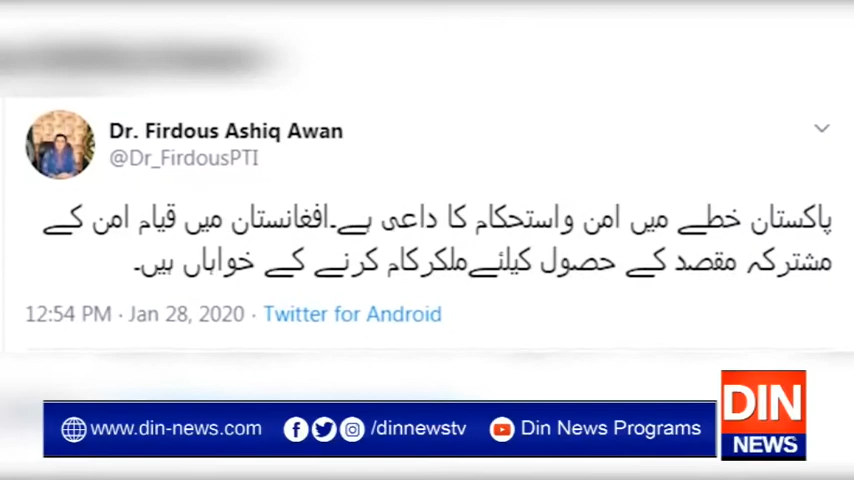 Dr. Firdous Ashiq Awan
@Dr_FirdousPTI
پاکستان خطے میں امن واستحکام کا داعی ہے۔افغانستان میں قیام امن کے
مشترکہ مقصد کے حصول کیلئےملکرکام کرنے کے خواہاں ہیں۔
12:54 PM · Jan 28, 2020 · Twitter for Android
www.din-news.com
/dinnewstv
Din News Programs
DIN
NEWS